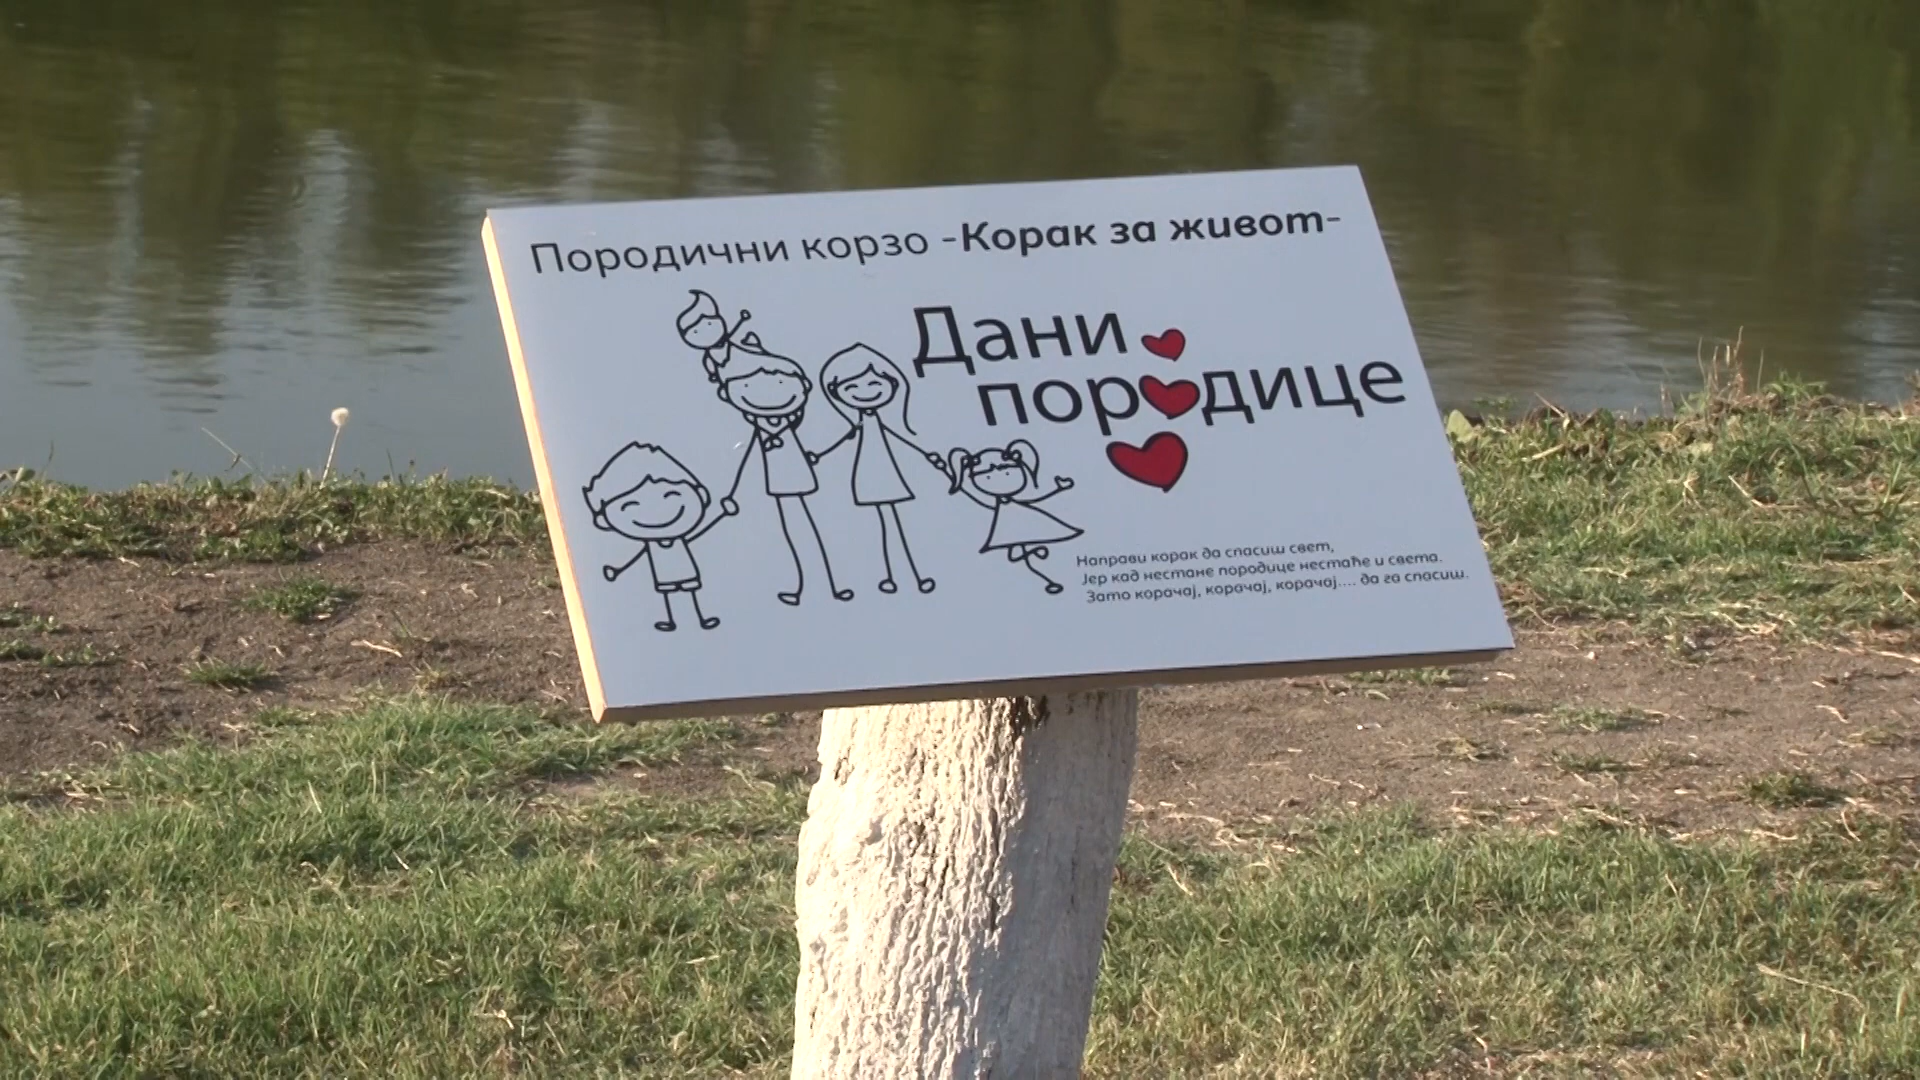 Породични корзо -Корак за живот-
Дани
породице
Направи корак да спасиш свет,
Јер кад нестане породице нестаће и света.
Зато корачај, корачај, корачај.... да га спасиш.